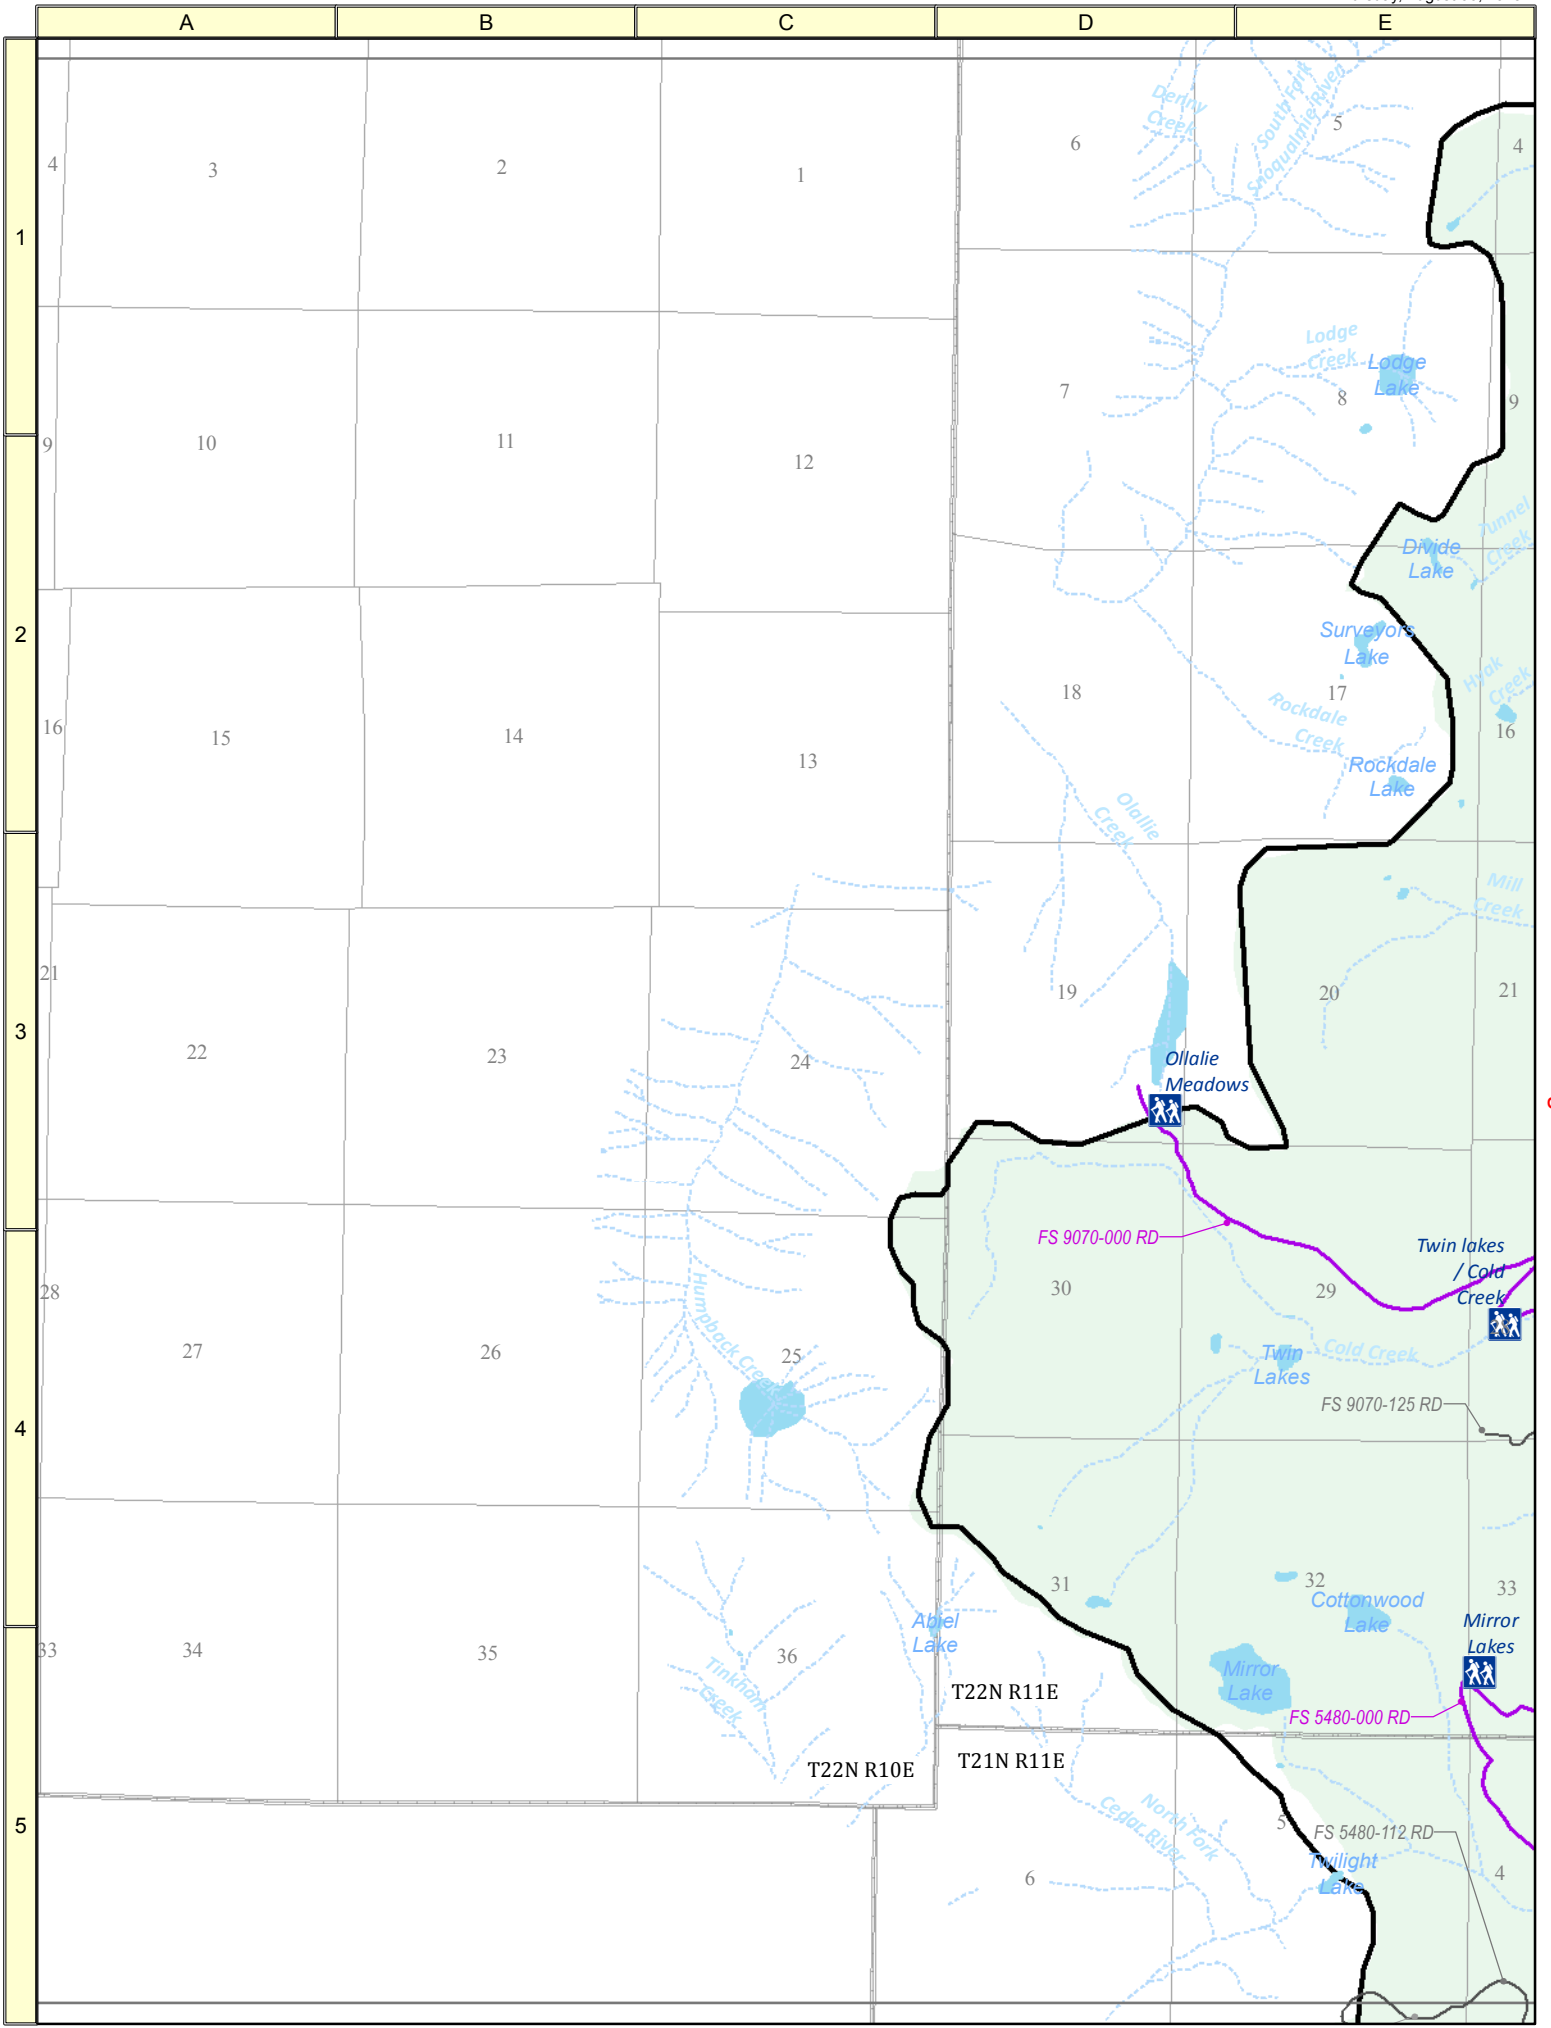 A B C D E
1
2
3
4
5
4
3
2
1
6
5
4
Denny
Creek
South Fork
Snoqualmie River
9
10
11
12
7
8
9
Lodge
Creek
Lodge
Lake
Divide
Lake
Tunnel
Creek
16
15
14
13
18
17
16
Surveyors
Lake
Hyak
Creek
Rockdale
Creek
Rockdale
Lake
Olallie
Creek
Mill
Creek
21
22
23
24
19
20
21
Ollalie
Meadows
FS 9070-000 RD
Twin lakes
/ Cold
Creek
28
27
26
25
30
29
Humpback Creek
Twin
Lakes
Cold Creek
FS 9070-125 RD
33
34
35
36
31
32
33
Cottonwood
Lake
Mirror
Lakes
Abiel
Lake
Tinkham
Creek
Mirror
Lake
T22N R11E
FS 5480-000 RD
T22N R10E
T21N R11E
North Fork
Cedar River
5
FS 5480-112 RD
Twilight
Lake
6
4